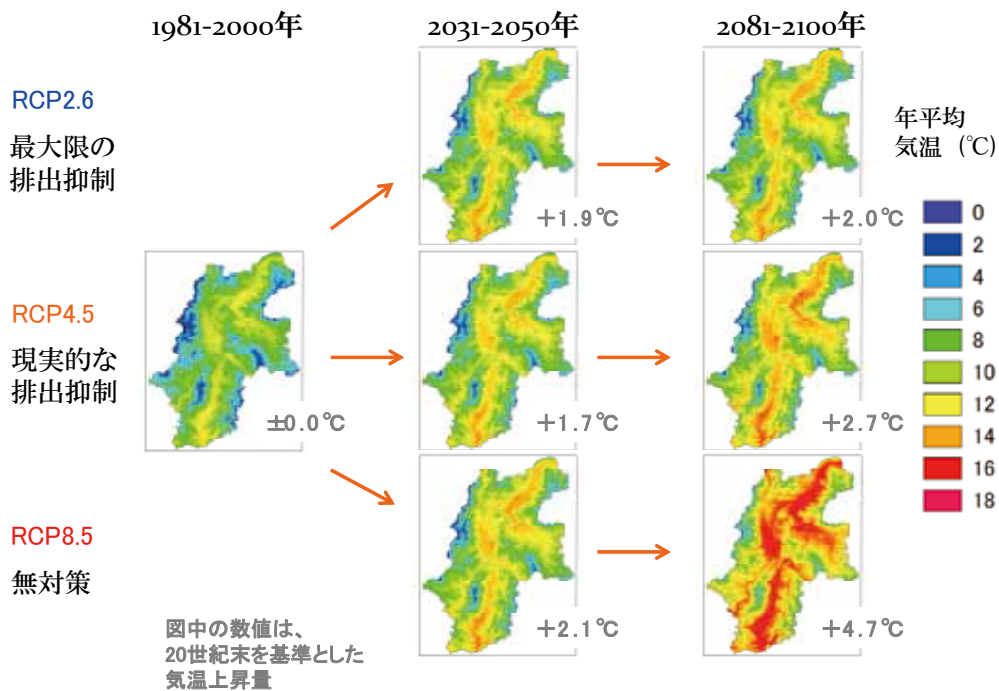 1981-2000年
2031-2050年
2081-2100年
RCP2.6
最大限の
排出抑制
+1.9℃
+2.0℃
年平均
気温（℃）
0
2
4
6
8
10
12
14
16
18
RCP4.5
現実的な
排出抑制
±0.0℃
+1.7℃
+2.7℃
RCP8.5
無対策
+2.1℃
+4.7℃
図中の数値は、
20世紀末を基準とした
気温上昇量